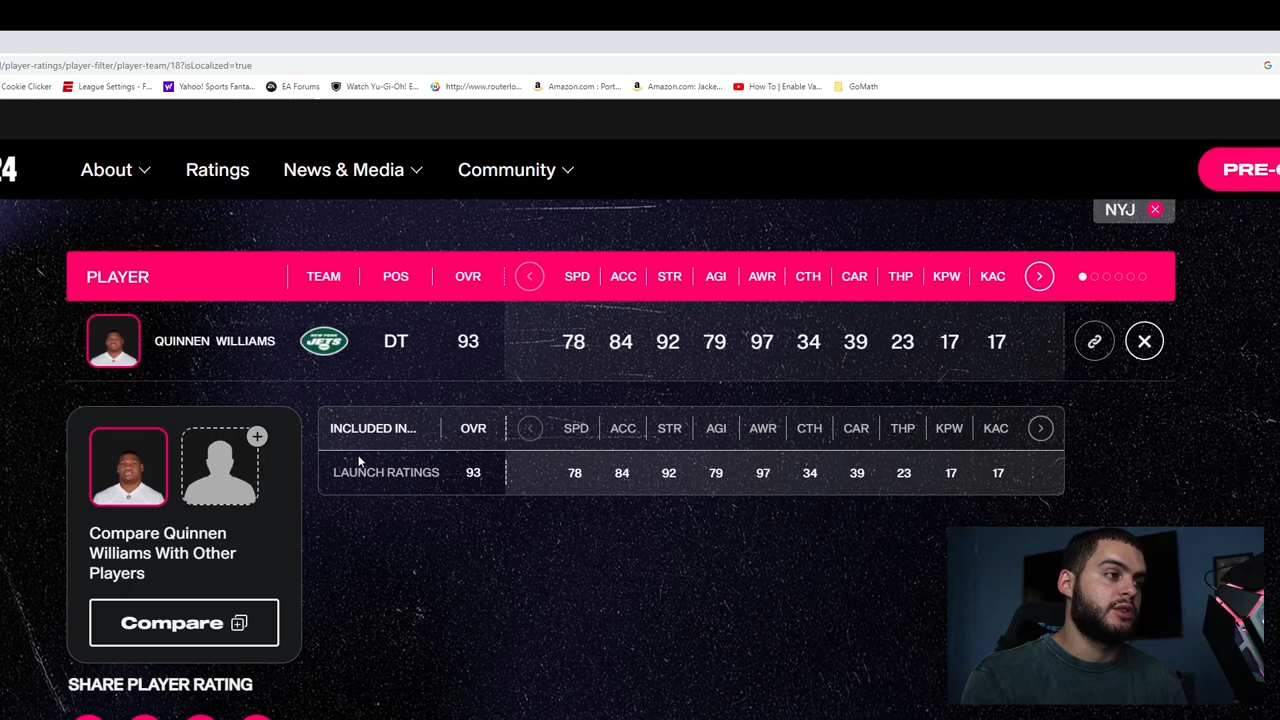 l/player-ratings/player-filter/player-team/18?isLocalized=true
Cookie Clicker League Settings - F... Yahoo! Sports Fanta... EA Forums Watch Yu-Gi-Oh! E... http://www.routerlo... Amazon.com : Port... Amazon.com: Jacke... How To | Enable Va... GoMath
24 About Ratings News & Media Community PRE-
NYJ
PLAYER TEAM POS OVR SPD ACC STR AGI AWR CTH CAR THP KPW KAC
QUINNEN WILLIAMS JETS DT 93 78 84 92 79 97 34 39 23 17 17
INCLUDED IN... OVR SPD ACC STR AGI AWR CTH CAR THP KPW KAC
LAUNCH RATINGS 93 78 84 92 79 97 34 39 23 17 17
Compare Quinnen
Williams With Other
Players
Compare
SHARE PLAYER RATING